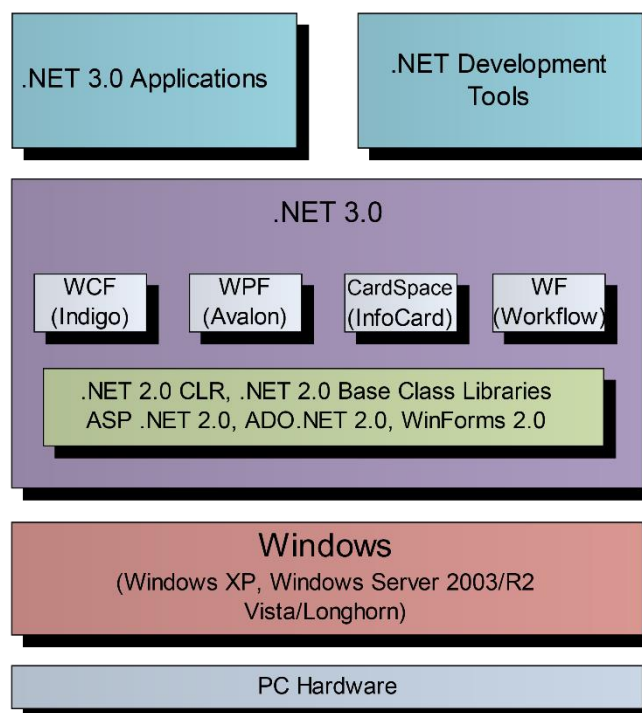 .NET 3.0 Applications
.NET Development
Tools
.NET 3.0
WCF
(Indigo)
WPF
(Avalon)
CardSpace
(InfoCard)
WF
(Workflow)
.NET 2.0 CLR, .NET 2.0 Base Class Libraries
ASP .NET 2.0, ADO.NET 2.0, WinForms 2.0
Windows
(Windows XP, Windows Server 2003/R2
Vista/Longhorn)
PC Hardware